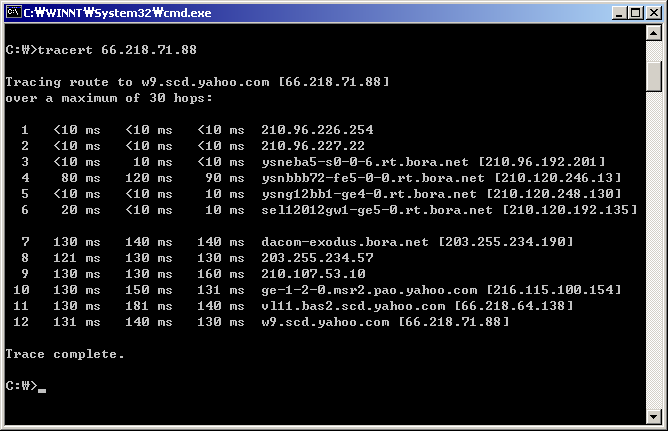 C:₩WINNT₩System32₩cmd.exe
C:₩>tracert 66.218.71.88
Tracing route to w9.scd.yahoo.com [66.218.71.88]
over a maximum of 30 hops:
1 <10 ms <10 ms <10 ms 210.96.226.254
2 <10 ms <10 ms <10 ms 210.96.227.22
3 <10 ms 10 ms <10 ms ysneba5-s0-0-6.rt.bora.net [210.96.192.201]
4 80 ms 120 ms 90 ms ysnbbb72-fe5-0-0.rt.bora.net [210.120.246.13]
5 <10 ms <10 ms 10 ms ysng12bb1-ge4-0.rt.bora.net [210.120.248.130]
6 20 ms <10 ms 10 ms sel12012gw1-ge5-0.rt.bora.net [210.120.192.135]
7 130 ms 140 ms 140 ms dacom-exodus.bora.net [203.255.234.190]
8 121 ms 130 ms 130 ms 203.255.234.57
9 130 ms 130 ms 160 ms 210.107.53.10
10 130 ms 150 ms 131 ms ge-1-2-0.msr2.pao.yahoo.com [216.115.100.154]
11 130 ms 181 ms 140 ms vl11.bas2.scd.yahoo.com [66.218.64.138]
12 131 ms 140 ms 130 ms w9.scd.yahoo.com [66.218.71.88]
Trace complete.
C:₩>_